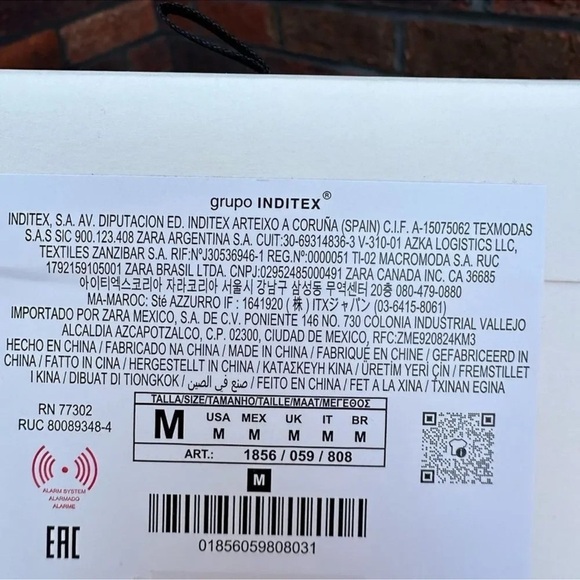 grupo INDITEX®
INDITEX, S.A. AV. DIPUTACION ED. INDITEX ARTEIXO A CORUÑA (SPAIN) C.I.F. A-15075062 TEXMODAS
S.A.S SIC 900.123.408 ZARA ARGENTINA S.A. CUIT:30-69314836-3 V-310-01 AZKA LOGISTICS LLC,
TEXTILES ZANZIBAR S.A. RIF:NºJ30536946-1 REG.Nº:0000051 TI-02 MACROMODA S.A. RUC
1792159105001 ZARA BRASIL LTDA. CNPJ:02952485000491 ZARA CANADA INC. CA 36685
아이티엑스코리아 자라코리아 서울시 강남구 삼성동 무역센터 20층 080-479-0880
MA-MAROC: Sté AZZURRO IF : 1641920 (株) ITXジャパン (03-6415-8061)
IMPORTADO POR ZARA MEXICO, S.A. DE C.V. PONIENTE 146 NO. 730 COLONIA INDUSTRIAL VALLEJO
ALCALDIA AZCAPOTZALCO, C.P. 02300, CIUDAD DE MEXICO, RFC:ZME920824KM3
HECHO EN CHINA / FABRICADO NA CHINA / MADE IN CHINA / FABRIQUÉ EN CHINE / GEFABRICEERD IN
CHINA / FATTO IN CINA / HERGESTELLT IN CHINA / ΚΑΤΑΣΚΕΥΗ ΚΙΝΑ / ÜRETİM YERİ ÇİN / FREMSTILLET
I KINA / DIBUAT DI TIONGKOK / صنع في الصين / FEITO EN CHINA / FET A LA XINA / TXINAN EGINA
RN 77302
RUC 80089348-4
TALLA/SIZE/TAMANHO/TAILLE/MAAT/ΜΕΓΕΘΟΣ
M
USA MEX UK IT BR
M M M M M
ART.: 1856 / 059 / 808
M
ALARM SYSTEM
ALARMADO
ALARME
EAC
01856059808031